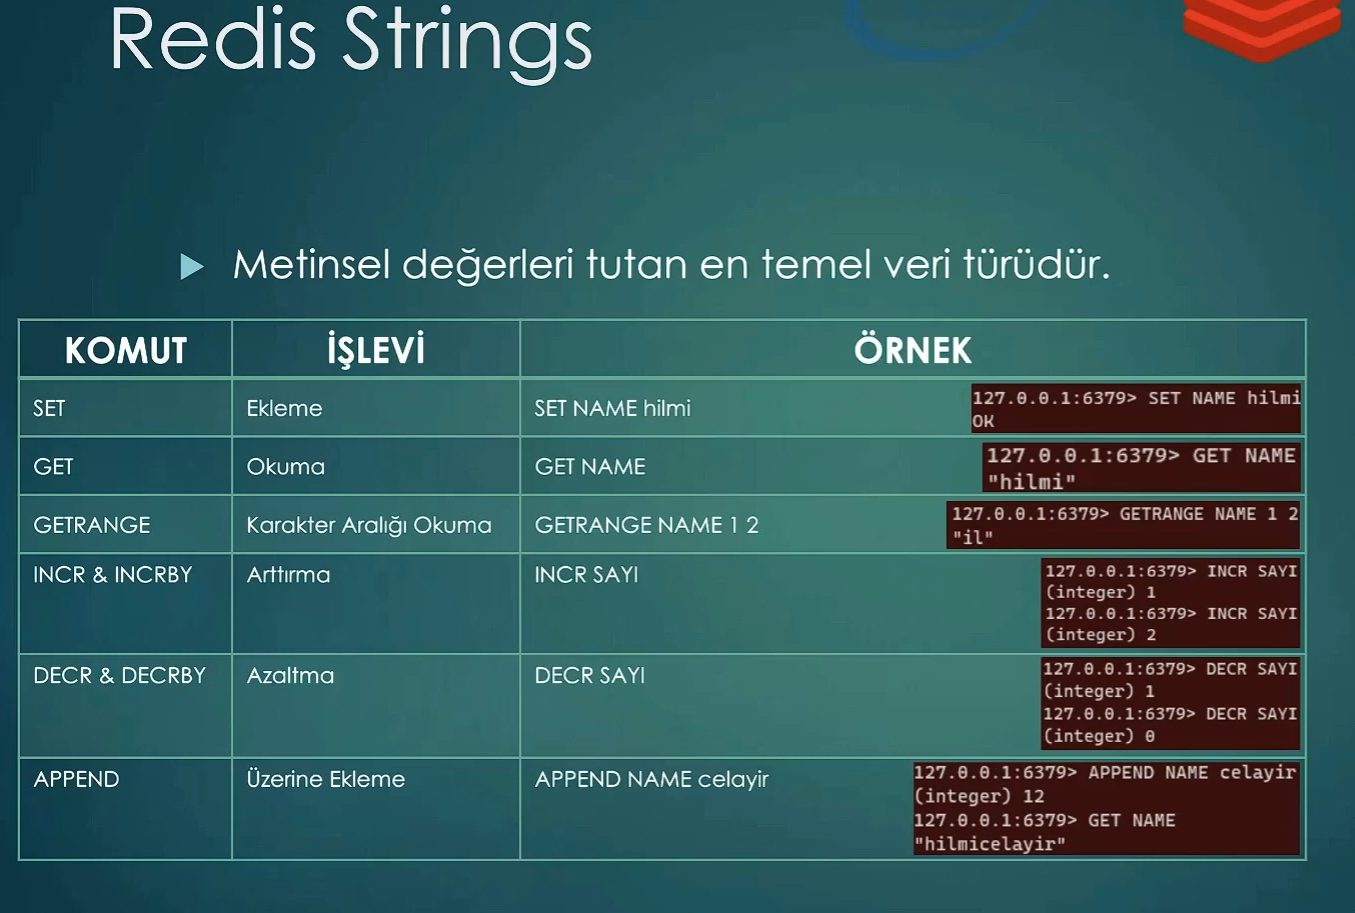 Redis Strings
Metinsel değerleri tutan en temel veri türüdür.
KOMUT İŞLEVİ ÖRNEK
SET Ekleme SET NAME hilmi
127.0.0.1:6379> SET NAME hilmi
OK
GET Okuma GET NAME
127.0.0.1:6379> GET NAME
"hilmi"
GETRANGE Karakter Aralığı Okuma GETRANGE NAME 1 2
127.0.0.1:6379> GETRANGE NAME 1 2
"il"
INCR & INCRBY Arttırma INCR SAYI
127.0.0.1:6379> INCR SAYI
(integer) 1
127.0.0.1:6379> INCR SAYI
(integer) 2
DECR & DECRBY Azaltma DECR SAYI
127.0.0.1:6379> DECR SAYI
(integer) 1
127.0.0.1:6379> DECR SAYI
(integer) 0
APPEND Üzerine Ekleme APPEND NAME celayir
127.0.0.1:6379> APPEND NAME celayir
(integer) 12
127.0.0.1:6379> GET NAME
"hilmicelayir"